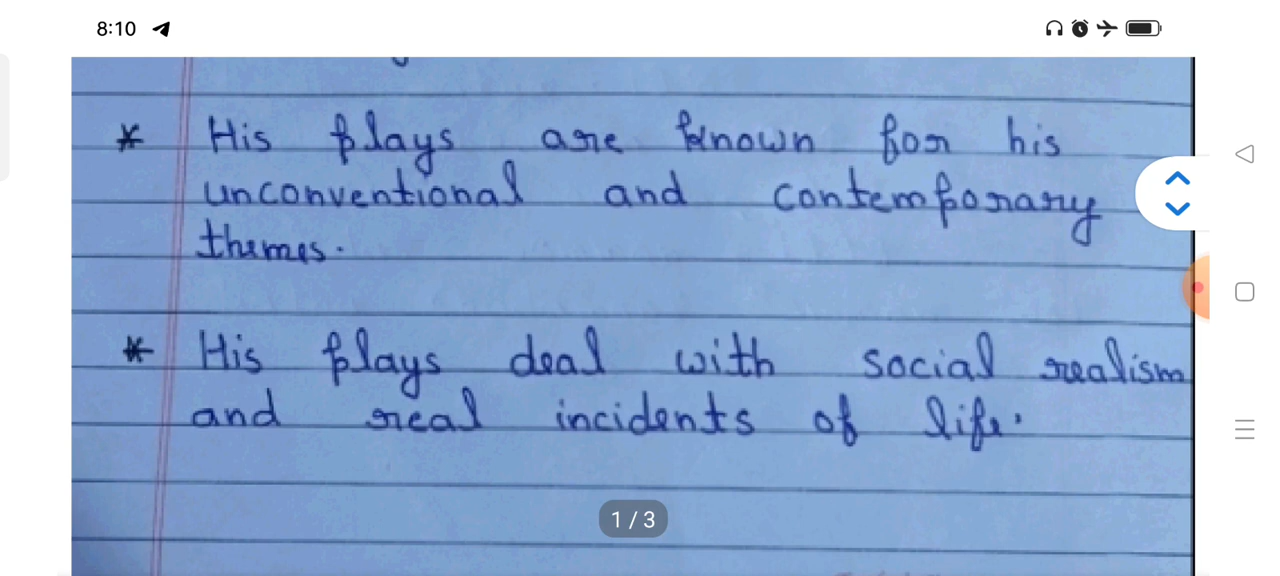 8:10
* His plays are known for his
unconventional and contemporary
themes.
* His plays deal with social realism
and real incidents of life.
1 / 3